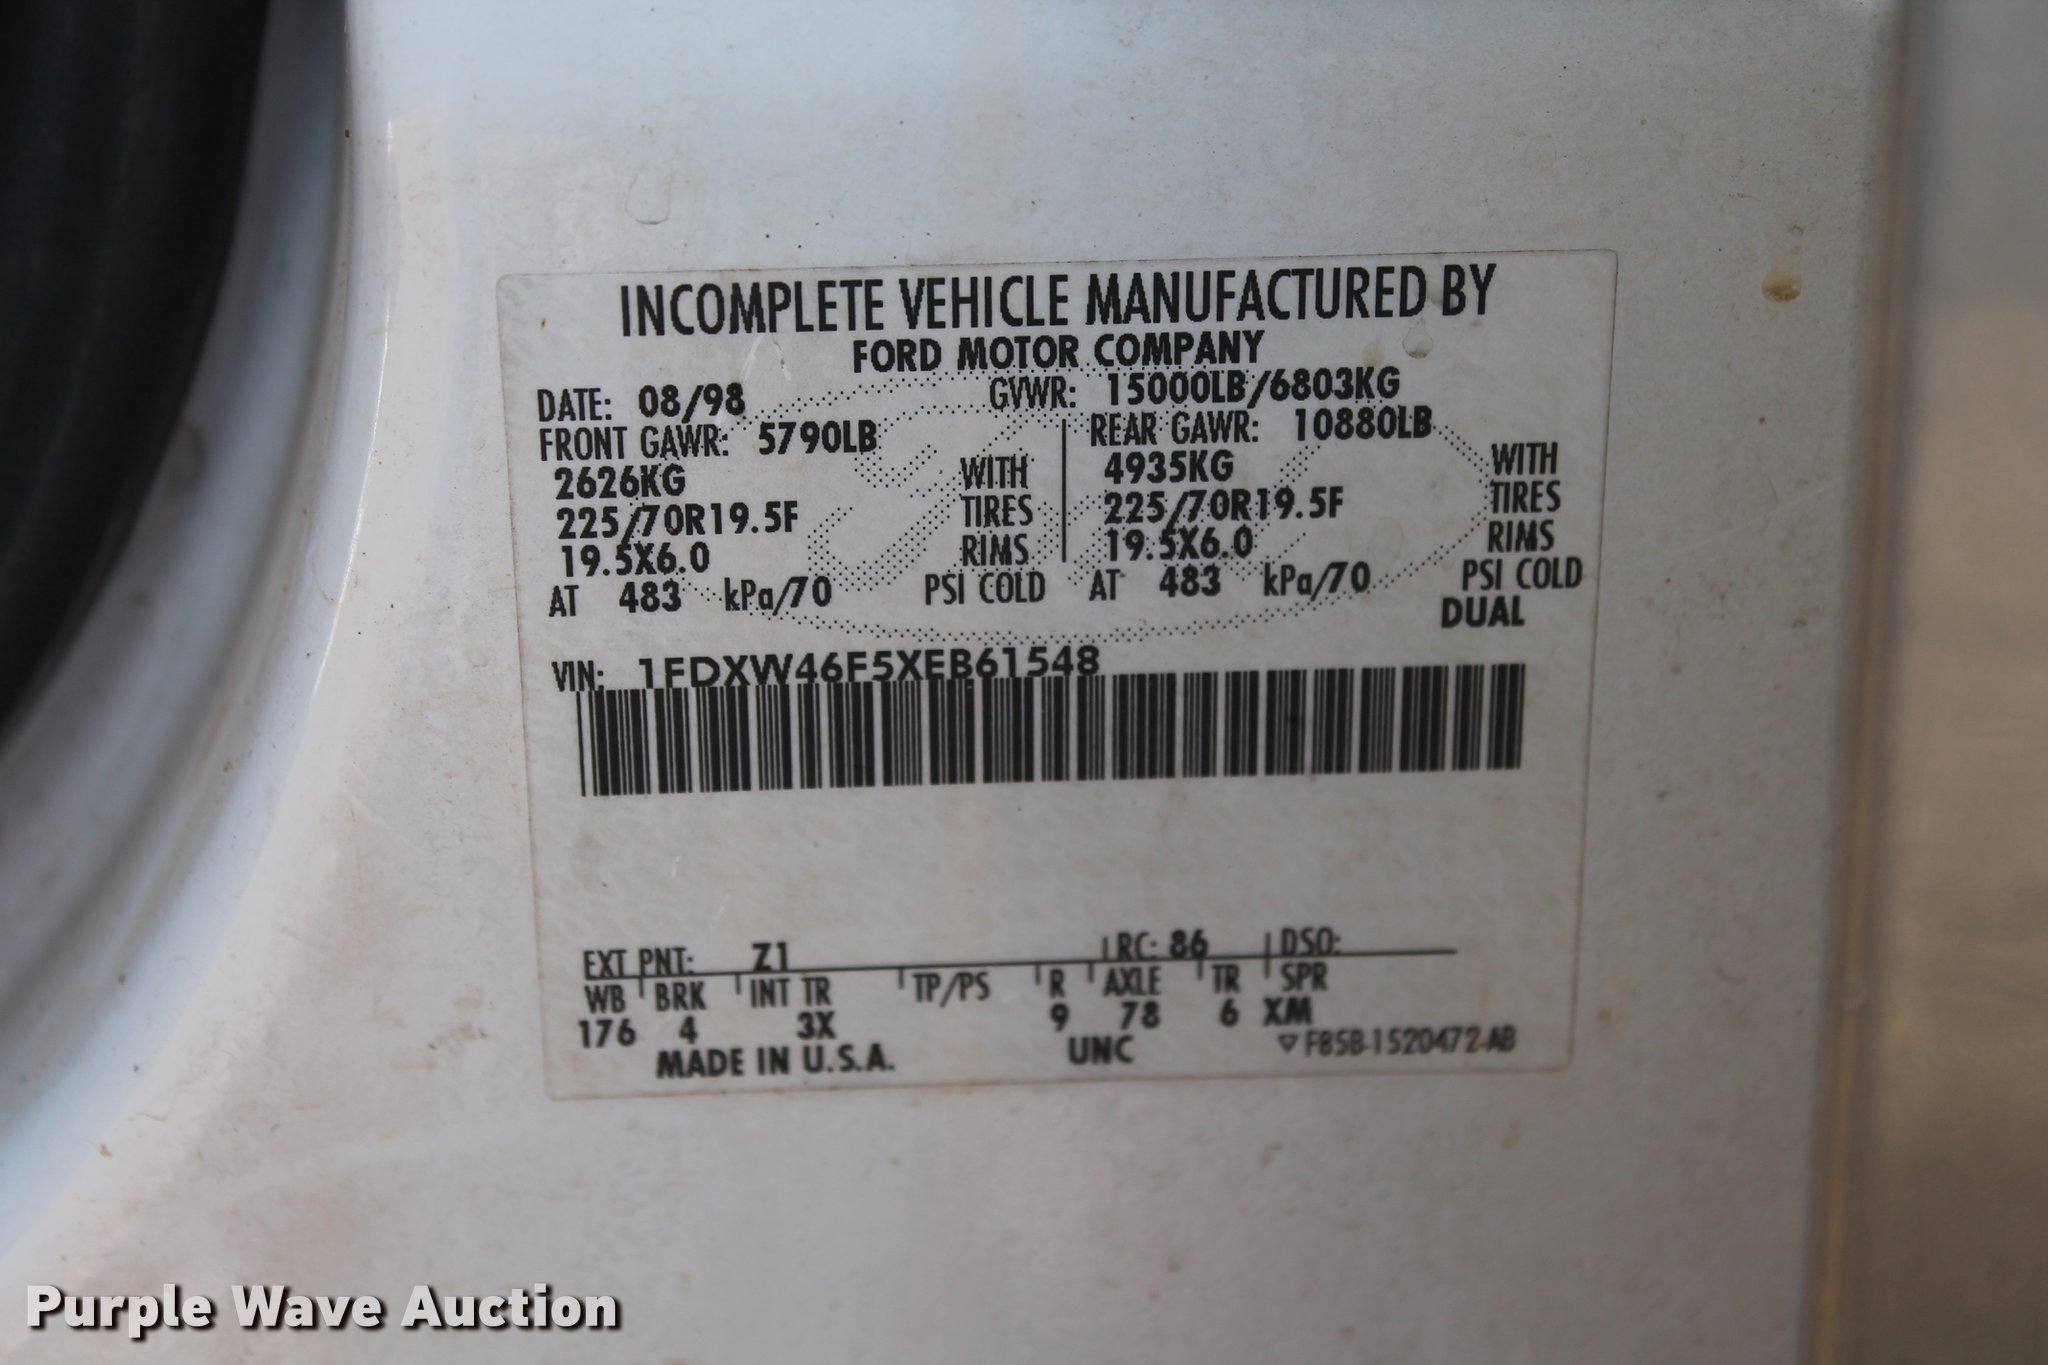 INCOMPLETE VEHICLE MANUFACTURED BY
FORD MOTOR COMPANY
DATE: 08/98 GVWR: 15000LB/6803KG
FRONT GAWR: 5790LB REAR GAWR: 10880LB
2626KG WITH 4935KG WITH
225/70R19.5F TIRES 225/70R19.5F TIRES
19.5X6.0 RIMS 19.5X6.0 RIMS
AT 483 kPa/70 PSI COLD AT 483 kPa/70 PSI COLD
DUAL
VIN: 1FDXW46F5XEB61548
EXT PNT: Z1 RC: 86 DSO:
WB BRK INT TR TP/PS R AXLE TR SPR
176 4 3X 9 78 6 XM
MADE IN U.S.A. UNC F85B-1520472-AB
Purple Wave Auction